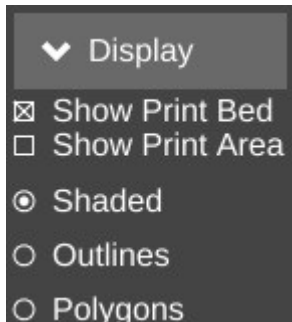 Display
Show Print Bed
Show Print Area
Shaded
Outlines
Polygons